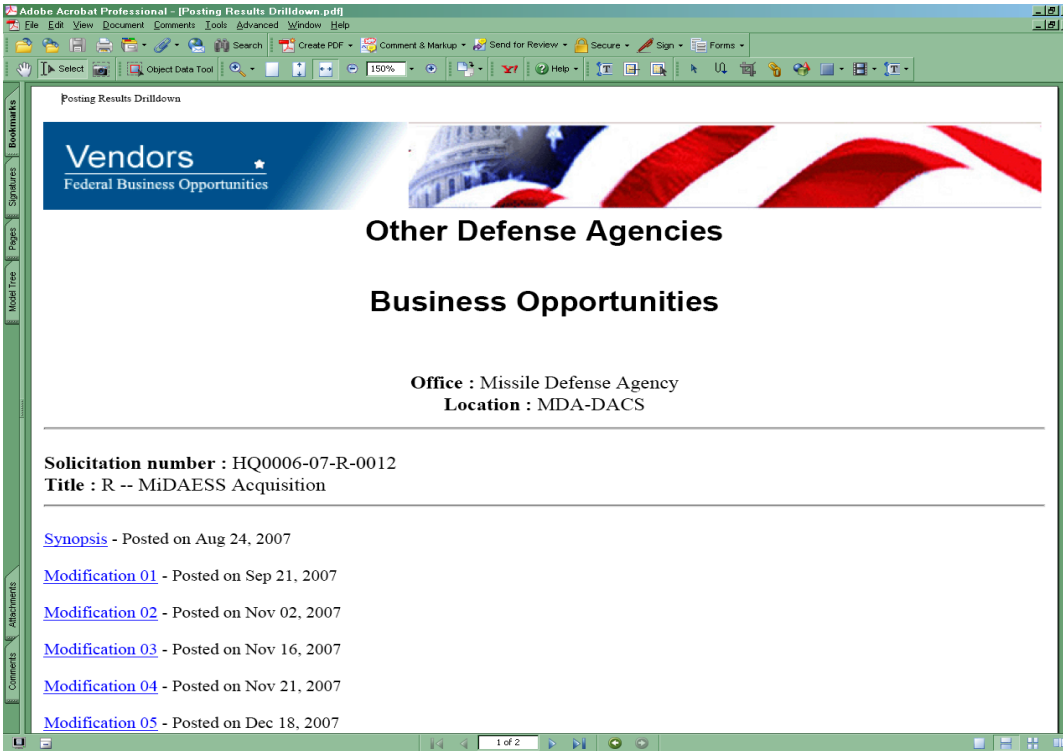 Adobe Acrobat Professional - [Posting Results Drilldown.pdf]
File Edit View Document Comments Tools Advanced Window Help
Search Create PDF Comment & Markup Send for Review Secure Sign Forms
Select Object Data Tool 150% Y! Help
Posting Results Drilldown
Bookmarks
Signatures
Pages
Model Tree
Attachments
Comments
Vendors
Federal Business Opportunities
Other Defense Agencies
Business Opportunities
Office : Missile Defense Agency
Location : MDA-DACS
Solicitation number : HQ0006-07-R-0012
Title : R -- MiDAESS Acquisition
Synopsis - Posted on Aug 24, 2007
Modification 01 - Posted on Sep 21, 2007
Modification 02 - Posted on Nov 02, 2007
Modification 03 - Posted on Nov 16, 2007
Modification 04 - Posted on Nov 21, 2007
Modification 05 - Posted on Dec 18, 2007
1 of 2